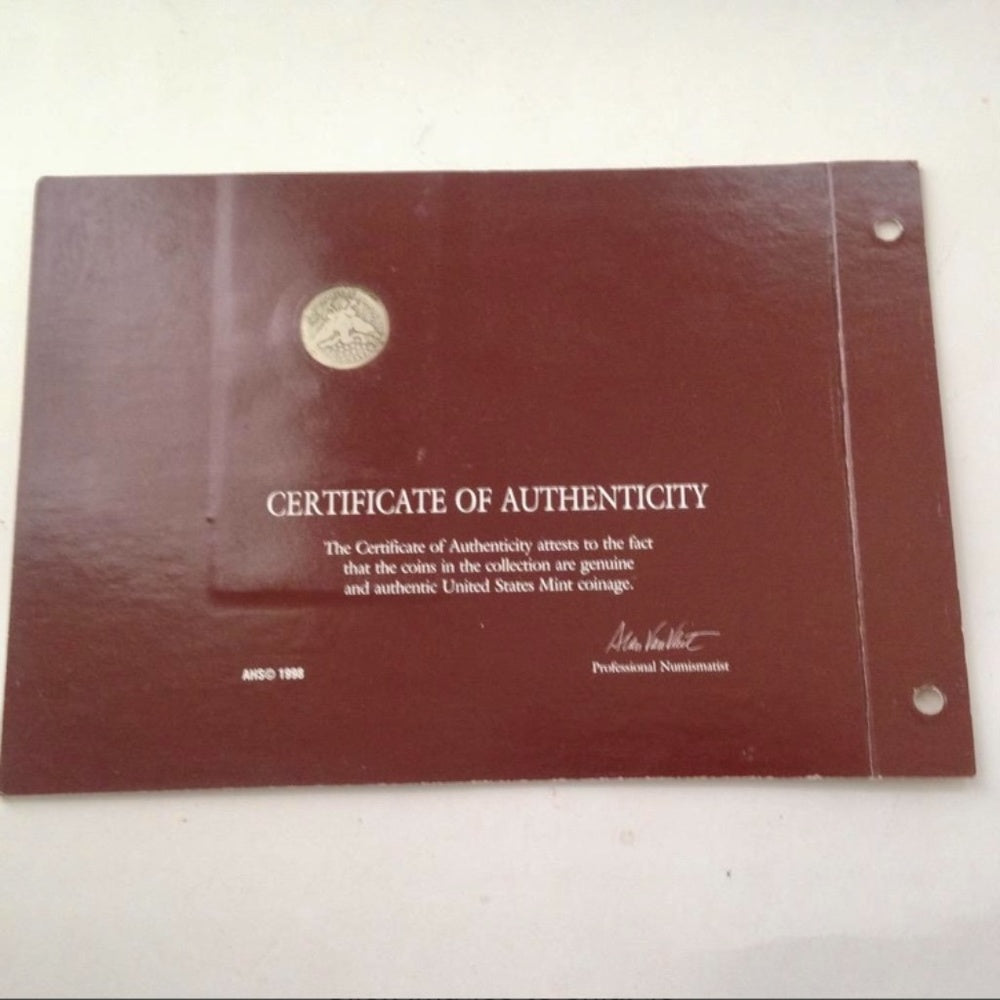 CERTIFICATE OF AUTHENTICITY
The Certificate of Authenticity attests to the fact
that the coins in the collection are genuine
and authentic United States Mint coinage.
Professional Numismatist
AHS© 1998